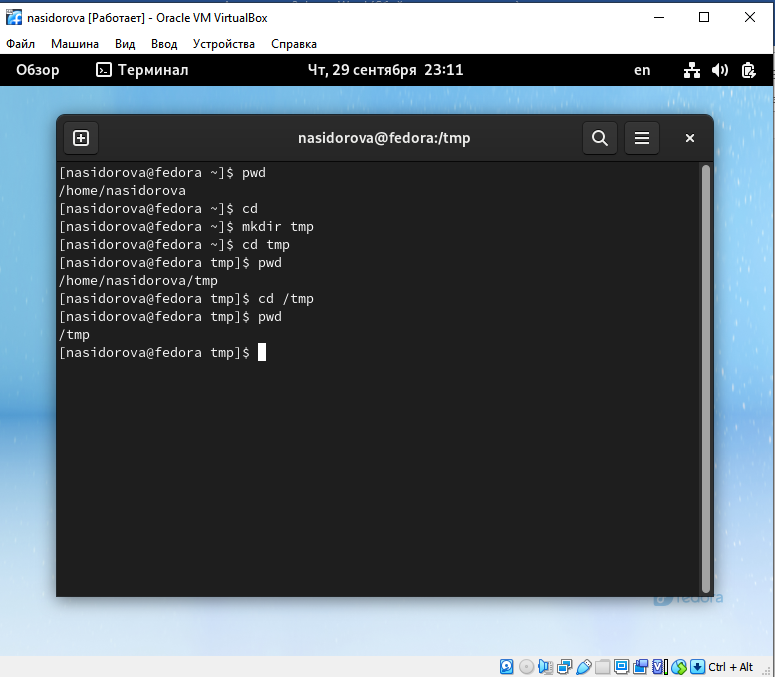 nasidorova [Работает] - Oracle VM VirtualBox
Файл Машина Вид Ввод Устройства Справка
Обзор Терминал Чт, 29 сентября 23:11 en
nasidorova@fedora:/tmp
[nasidorova@fedora ~]$ pwd
/home/nasidorova
[nasidorova@fedora ~]$ cd
[nasidorova@fedora ~]$ mkdir tmp
[nasidorova@fedora ~]$ cd tmp
[nasidorova@fedora tmp]$ pwd
/home/nasidorova/tmp
[nasidorova@fedora tmp]$ cd /tmp
[nasidorova@fedora tmp]$ pwd
/tmp
[nasidorova@fedora tmp]$
fedora
Ctrl + Alt